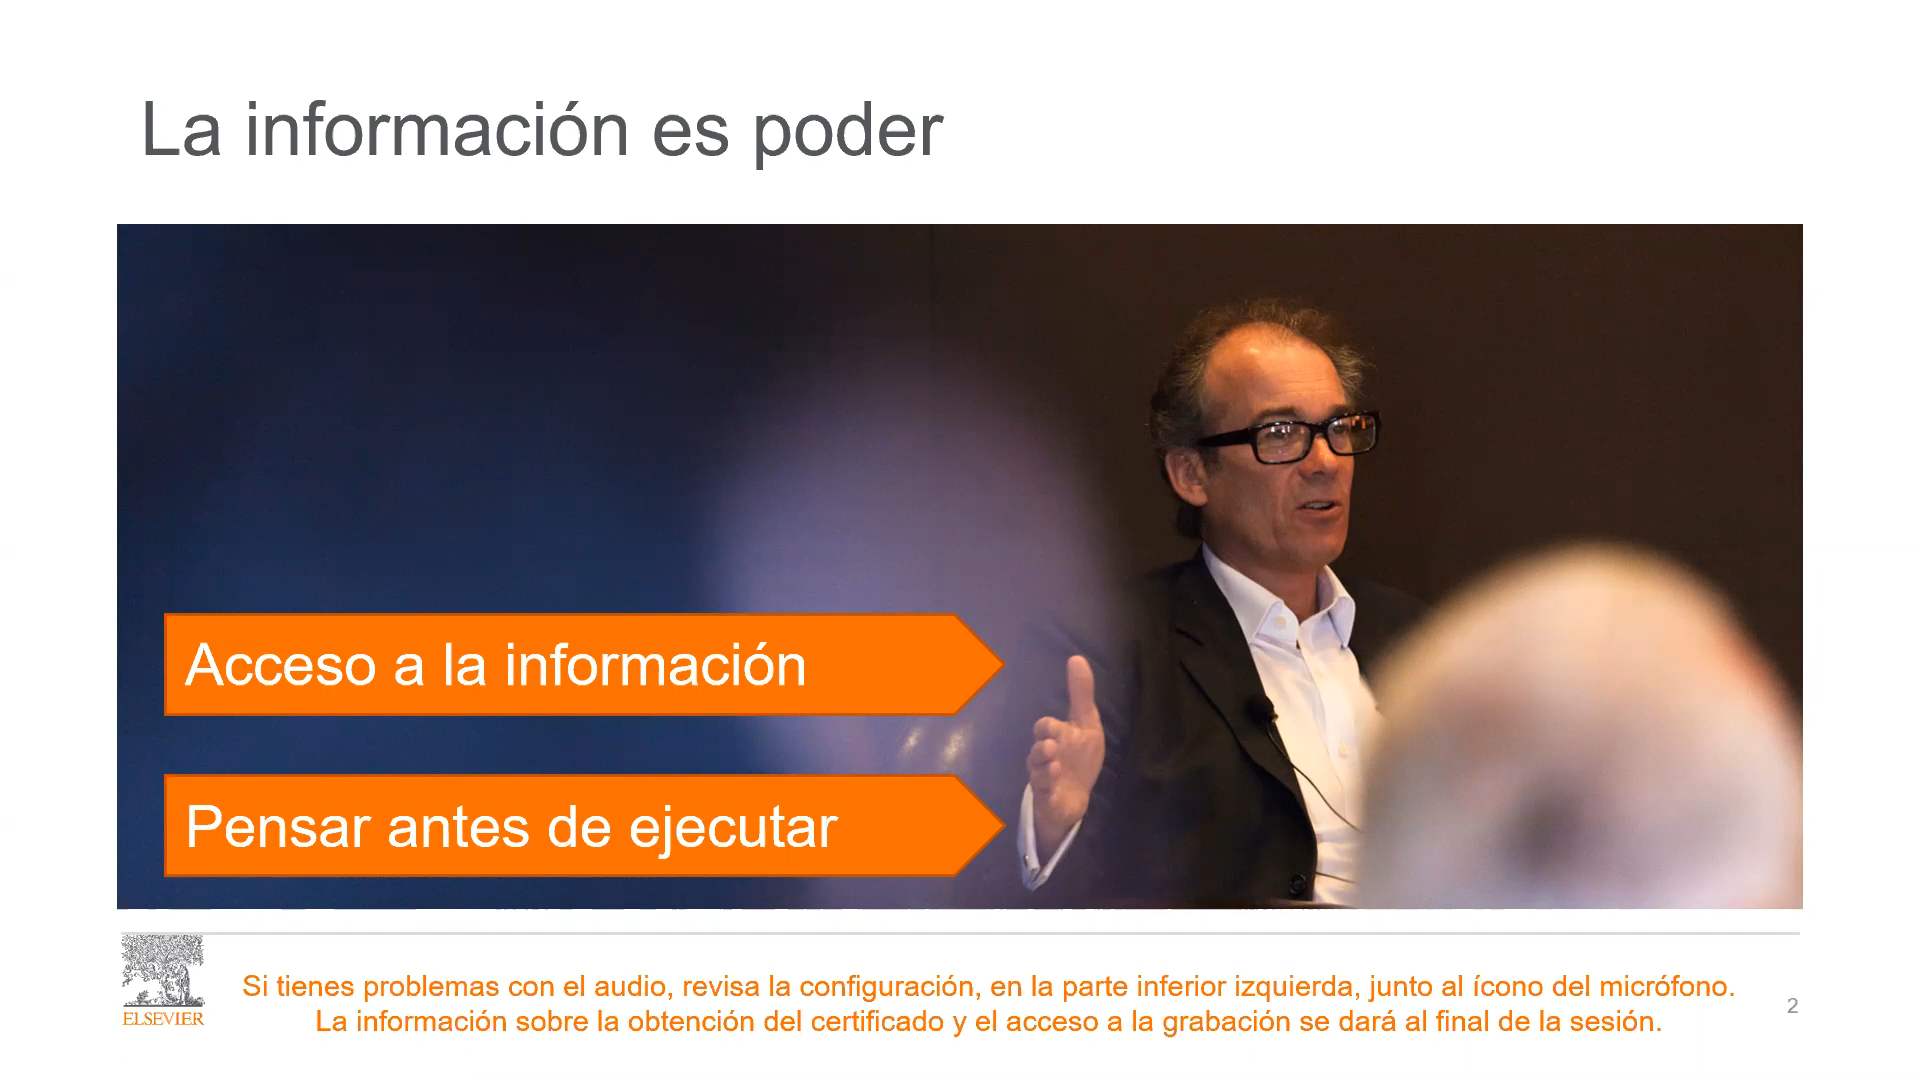 La información es poder
Acceso a la información
Pensar antes de ejecutar
ELSEVIER
Si tienes problemas con el audio, revisa la configuración, en la parte inferior izquierda, junto al ícono del micrófono.
La información sobre la obtención del certificado y el acceso a la grabación se dará al final de la sesión.
2